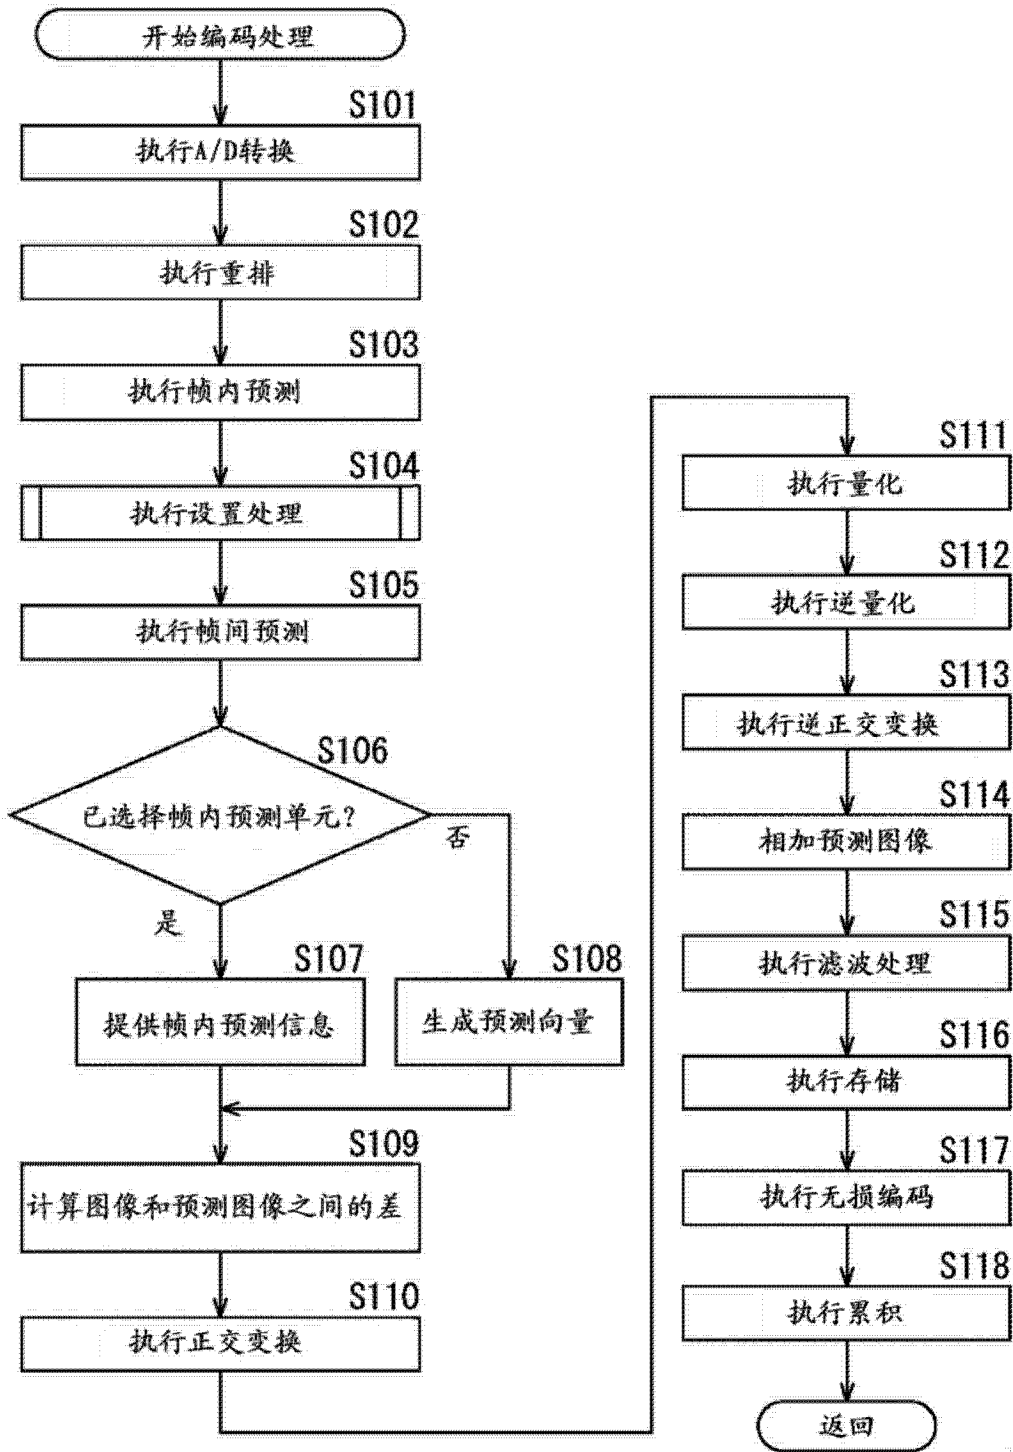 开始编码处理
S101
执行A/D转换
S102
执行重排
S103
执行帧内预测
S104
执行设置处理
S105
执行帧间预测
S106
已选择帧内预测单元？
否
是
S107
提供帧内预测信息
S108
生成预测向量
S109
计算图像和预测图像之间的差
S110
执行正交变换
S111
执行量化
S112
执行逆量化
S113
执行逆正交变换
S114
相加预测图像
S115
执行滤波处理
S116
执行存储
S117
执行无损编码
S118
执行累积
返回